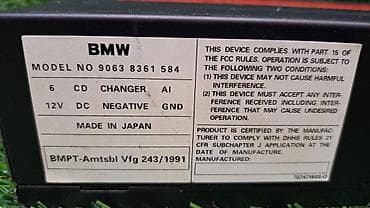 BMW
MODEL NO 9063 8361 584
6 CD CHANGER AI
12V DC NEGATIVE GND
MADE IN JAPAN
BMPT-Amtsbl Vfg 243/1991
THIS DEVICE COMPLIES WITH PART 15 OF
THE FCC RULES. OPERATION IS SUBJECT TO
THE FOLLOWING TWO CONDITIONS:
(1) THIS DEVICE MAY NOT CAUSE HARMFUL
INTERFERENCE.
(2) THIS DEVICE MUST ACCEPT ANY INTER-
FERENCE RECEIVED INCLUDING INTER-
FERENCE THAT MAY CAUSE UNDESIRED
OPERATION.
PRODUCT IS CERTIFIED BY THE MANUFAC-
TURER TO COMPLY WITH DHHS RULES 21
CFR SUBCHAPTER J APPLICATION AT THE
DATE OF MANUFACTURE.
MANUFACTURED: